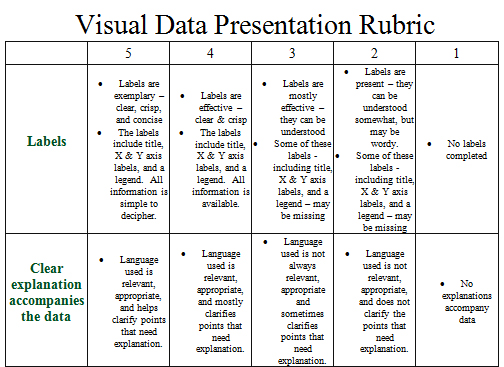 Visual Data Presentation Rubric
5 4 3 2 1
Labels
• Labels are
exemplary –
clear, crisp,
and concise
• The labels
include title,
X & Y axis
labels, and a
legend. All
information is
simple to
decipher.
• Labels are
effective –
clear & crisp
• The labels
include title,
X & Y axis
labels, and a
legend. All
information is
available.
• Labels are
mostly
effective –
they can be
understood
• Some of these
labels -
including title,
X & Y axis
labels, and a
legend – may
be missing
• Labels are
present – they
can be
understood
somewhat, but
may be
wordy.
• Some of these
labels -
including title,
X & Y axis
labels, and a
legend – may
be missing
• No labels
completed
Clear
explanation
accompanies
the data
• Language
used is
relevant,
appropriate,
and helps
clarify points
that need
explanation.
• Language
used is
relevant,
appropriate,
and mostly
clarifies
points that
need
explanation.
• Language
used is not
always
relevant,
appropriate
and
sometimes
clarifies
points that
need
explanation.
• Language
used is not
relevant,
appropriate,
and does not
clarify the
points that
need
explanation.
• No
explanations
accompany
data